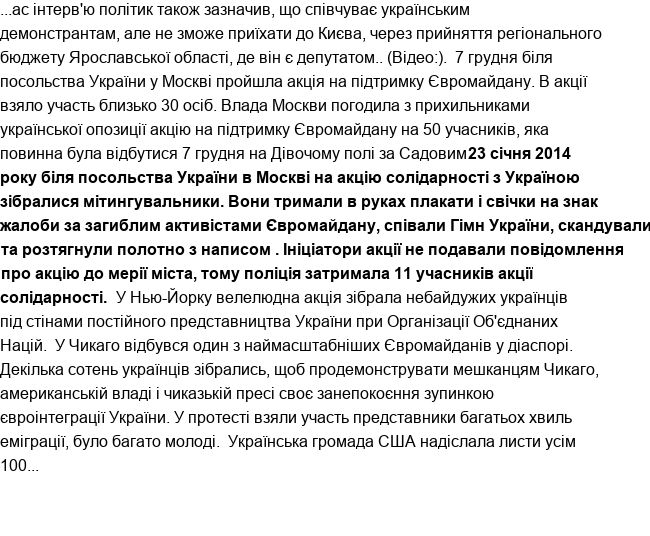 ...ас інтерв'ю політик також зазначив, що співчуває українським
демонстрантам, але не зможе приїхати до Києва, через прийняття регіонального
бюджету Ярославської області, де він є депутатом.. (Відео:).  7 грудня біля
посольства України у Москві пройшла акція на підтримку Євромайдану. В акції
взяло участь близько 30 осіб. Влада Москви погодила з прихильниками
української опозиції акцію на підтримку Євромайдану на 50 учасників, яка
повинна була відбутися 7 грудня на Дівочому полі за Садовим23 січня 2014
року біля посольства України в Москві на акцію солідарності з Україною
зібралися мітингувальники. Вони тримали в руках плакати і свічки на знак
жалоби за загиблим активістами Євромайдану, співали Гімн України, скандували
та розтягнули полотно з написом . Ініціатори акції не подавали повідомлення
про акцію до мерії міста, тому поліція затримала 11 учасників акції
солідарності.  У Нью-Йорку велелюдна акція зібрала небайдужих українців
під стінами постійного представництва України при Організації Об'єднаних
Націй.  У Чикаго відбувся один з наймасштабніших Євромайданів у діаспорі.
Декілька сотень українців зібрались, щоб продемонструвати мешканцям Чикаго,
американській владі і чиказькій пресі своє занепокоєння зупинкою
євроінтеграції України. У протесті взяли участь представники багатьох хвиль
еміграції, було багато молоді.  Українська громада США надіслала листи усім
100...